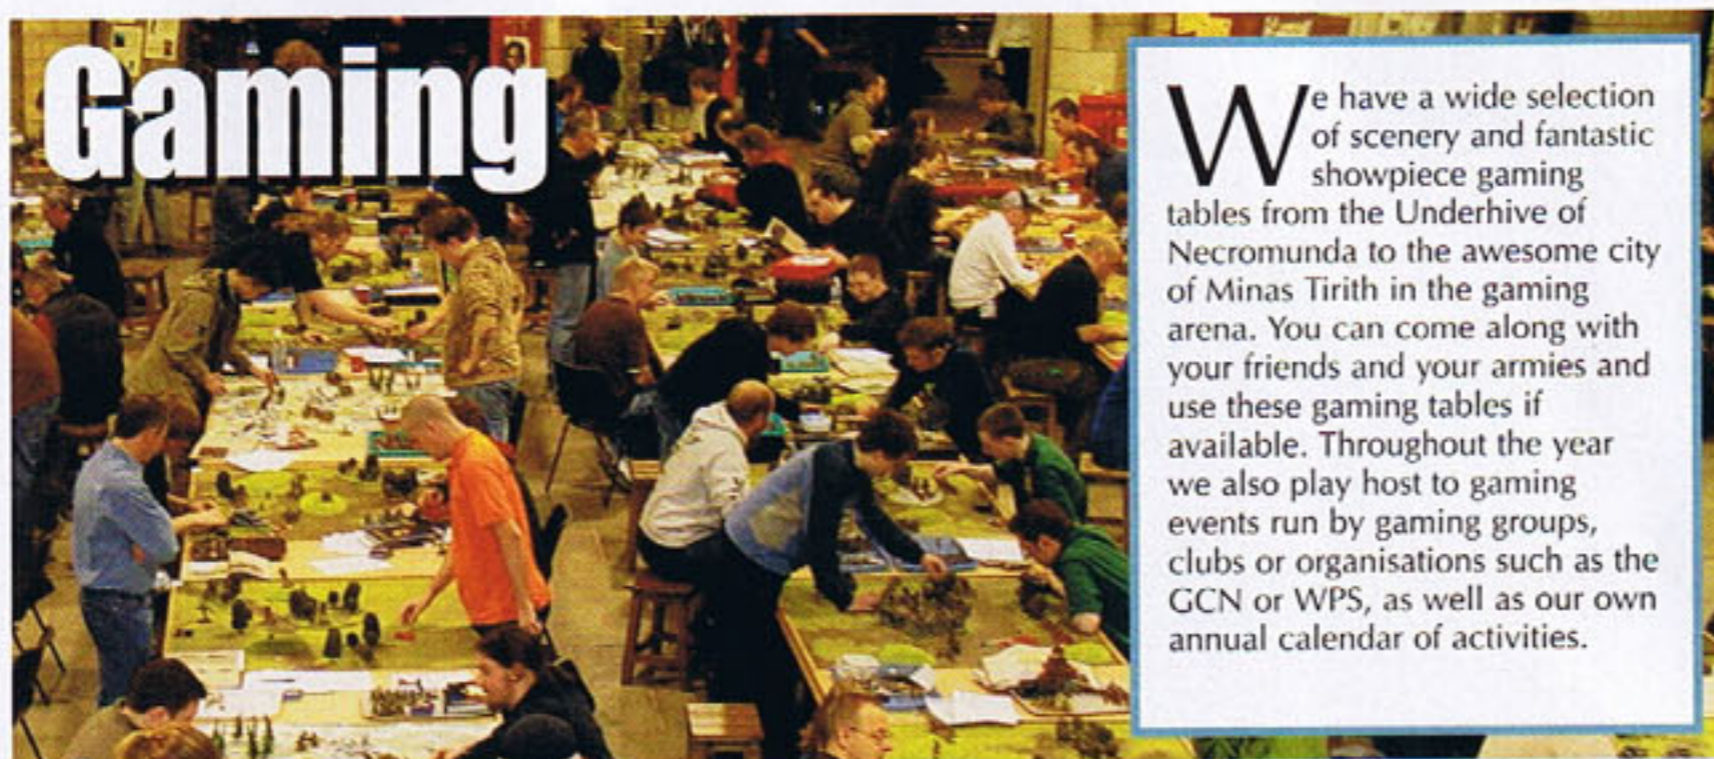 Gaming
We have a wide selection
of scenery and fantastic
showpiece gaming
tables from the Underhive of
Necromunda to the awesome city
of Minas Tirith in the gaming
arena. You can come along with
your friends and your armies and
use these gaming tables if
available. Throughout the year
we also play host to gaming
events run by gaming groups,
clubs or organisations such as the
GCN or WPS, as well as our own
annual calendar of activities.